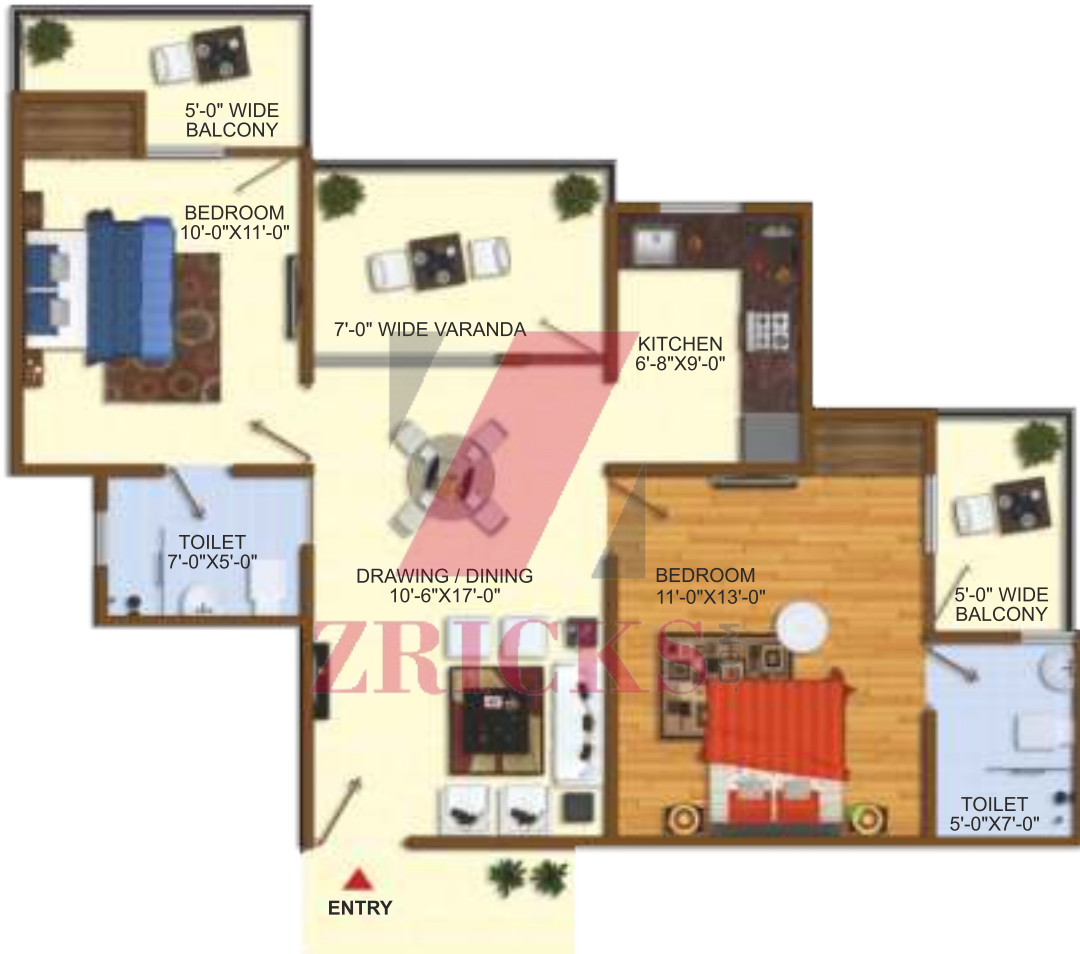 5'-0" WIDE
BALCONY
BEDROOM
10'-0"X11'-0"
7'-0" WIDE VARANDA
KITCHEN
6'-8"X9'-0"
TOILET
7'-0"X5'-0"
DRAWING / DINING
10'-6"X17'-0"
BEDROOM
11'-0"X13'-0"
5'-0" WIDE
BALCONY
ZRICKS
.COM
TOILET
5'-0"X7'-0"
ENTRY